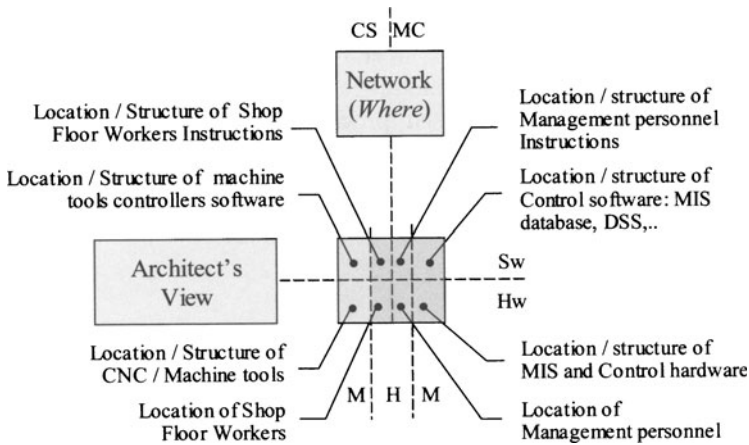 CS MC
Network
(Where)
Location / Structure of Shop
Floor Workers Instructions
Location / structure of
Management personnel
Instructions
Location / Structure of machine
tools controllers software
Location / structure of
Control software: MIS
database, DSS,..
Architect's
View
Sw
Hw
Location / Structure of
CNC / Machine tools
Location / structure of
MIS and Control hardware
M H M
Location of Shop
Floor Workers
Location of
Management personnel